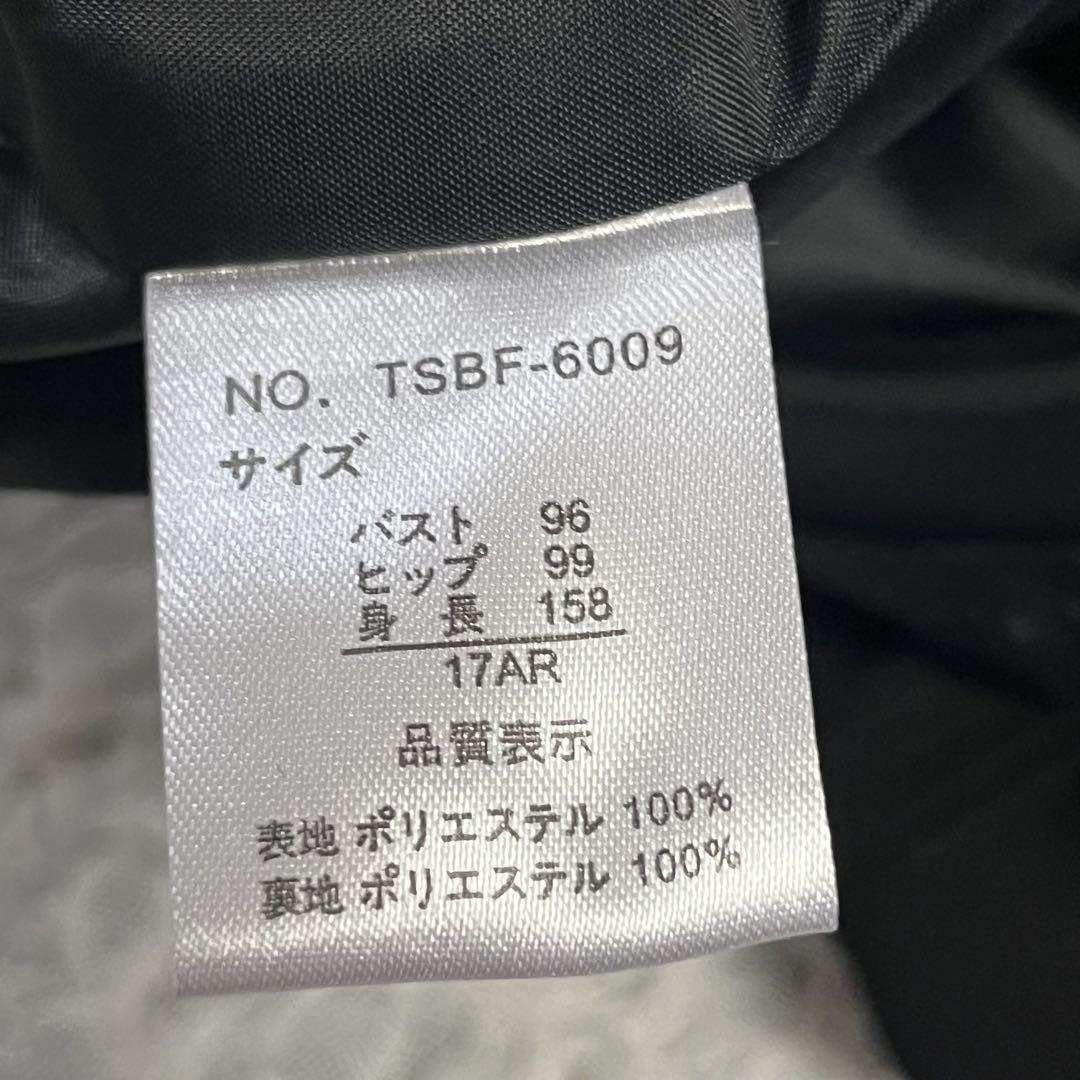 NO. TSBF-6009
サイズ
バスト 96
ヒップ 99
身 長 158
17AR
品質表示
表地 ポリエステル 100%
裏地 ポリエステル 100%